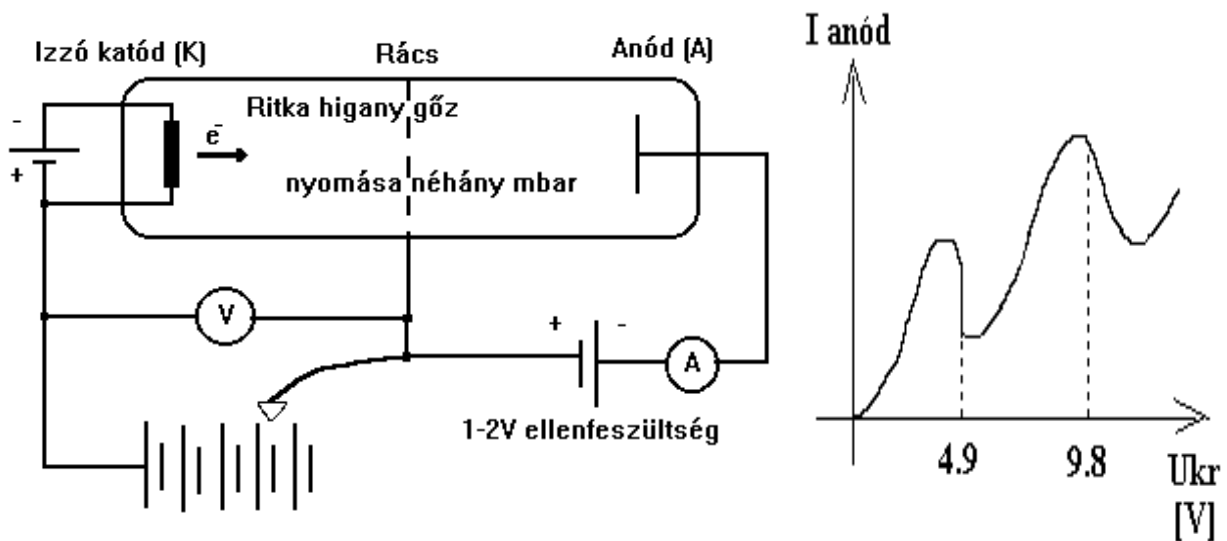 Izzó katód (K)
Rács
Anód (A)
Ritka higany gőz
e-
nyomása néhány mbar
-
+
V
+ -
A
1-2V ellenfeszültség
I anód
4.9 9.8
Ukr
[V]